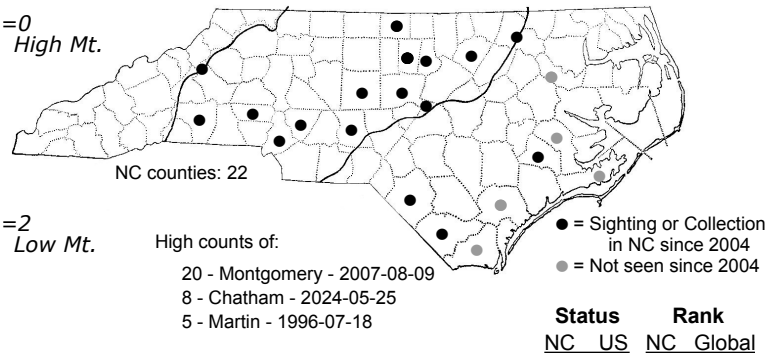 =0
High Mt.
NC counties: 22
=2
Low Mt.
High counts of:
20 - Montgomery - 2007-08-09
8 - Chatham - 2024-05-25
5 - Martin - 1996-07-18
= Sighting or Collection
in NC since 2004
= Not seen since 2004
Status Rank
NC US NC Global